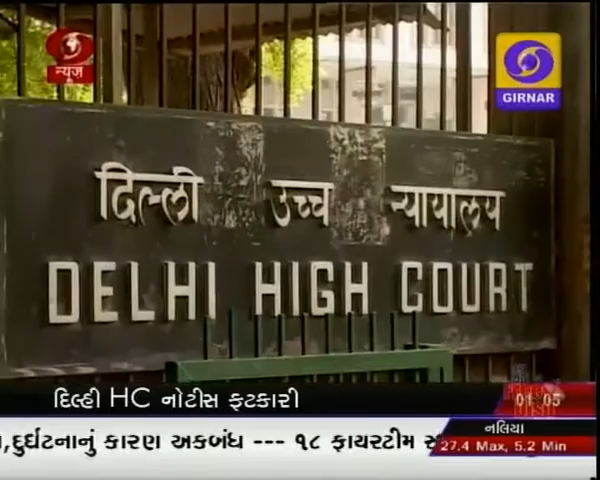 न्यूज़
GIRNAR
दिल्ली उच्च न्यायालय
DELHI HIGH COURT
દિલ્હી HC નોટીસ ફટકારી
01 05
નલિયા
,દુર્ઘટનાનું કારણ અકબંધ --- ૧૮ ફાયરટીમ
27.4 Max, 5.2 Min